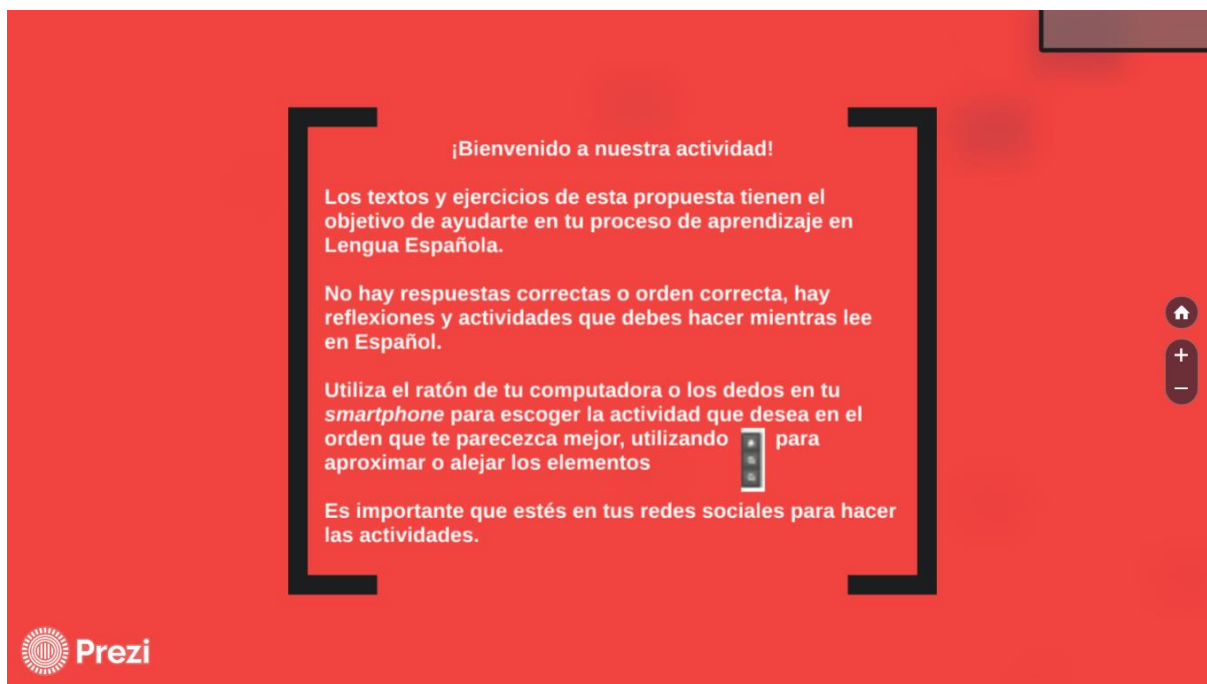 ¡Bienvenido a nuestra actividad!
Los textos y ejercicios de esta propuesta tienen el
objetivo de ayudarte en tu proceso de aprendizaje en
Lengua Española.
No hay respuestas correctas o orden correcta, hay
reflexiones y actividades que debes hacer mientras lee
en Español.
Utiliza el ratón de tu computadora o los dedos en tu
smartphone para escoger la actividad que desea en el
orden que te parecezca mejor, utilizando para
aproximar o alejar los elementos
Es importante que estés en tus redes sociales para hacer
las actividades.
Prezi